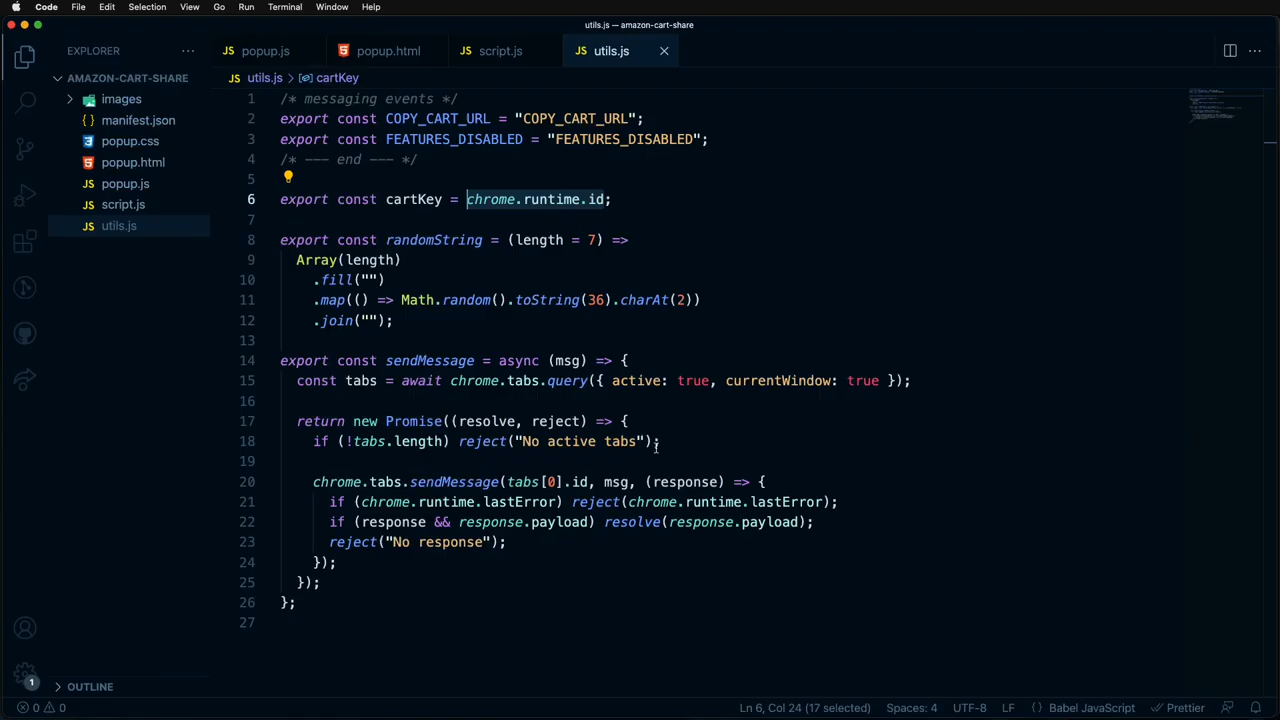 Code File Edit Selection View Go Run Terminal Window Help
utils.js — amazon-cart-share
EXPLORER
JS popup.js
popup.html
JS script.js
JS utils.js
AMAZON-CART-SHARE
JS utils.js > cartKey
images
{ } manifest.json
popup.css
popup.html
JS popup.js
JS script.js
JS utils.js
1 /* messaging events */
2 export const COPY_CART_URL = "COPY_CART_URL";
3 export const FEATURES_DISABLED = "FEATURES_DISABLED";
4 /* --- end --- */
5
6 export const cartKey = chrome.runtime.id;
7
8 export const randomString = (length = 7) =>
9 Array(length)
10 .fill("")
11 .map(() => Math.random().toString(36).charAt(2))
12 .join("");
13
14 export const sendMessage = async (msg) => {
15 const tabs = await chrome.tabs.query({ active: true, currentWindow: true });
16
17 return new Promise((resolve, reject) => {
18 if (!tabs.length) reject("No active tabs");
19
20 chrome.tabs.sendMessage(tabs[0].id, msg, (response) => {
21 if (chrome.runtime.lastError) reject(chrome.runtime.lastError);
22 if (response && response.payload) resolve(response.payload);
23 reject("No response");
24 });
25 });
26 };
27
1
OUTLINE
0 0
Ln 6, Col 24 (17 selected) Spaces: 4 UTF-8 LF { } Babel JavaScript Prettier